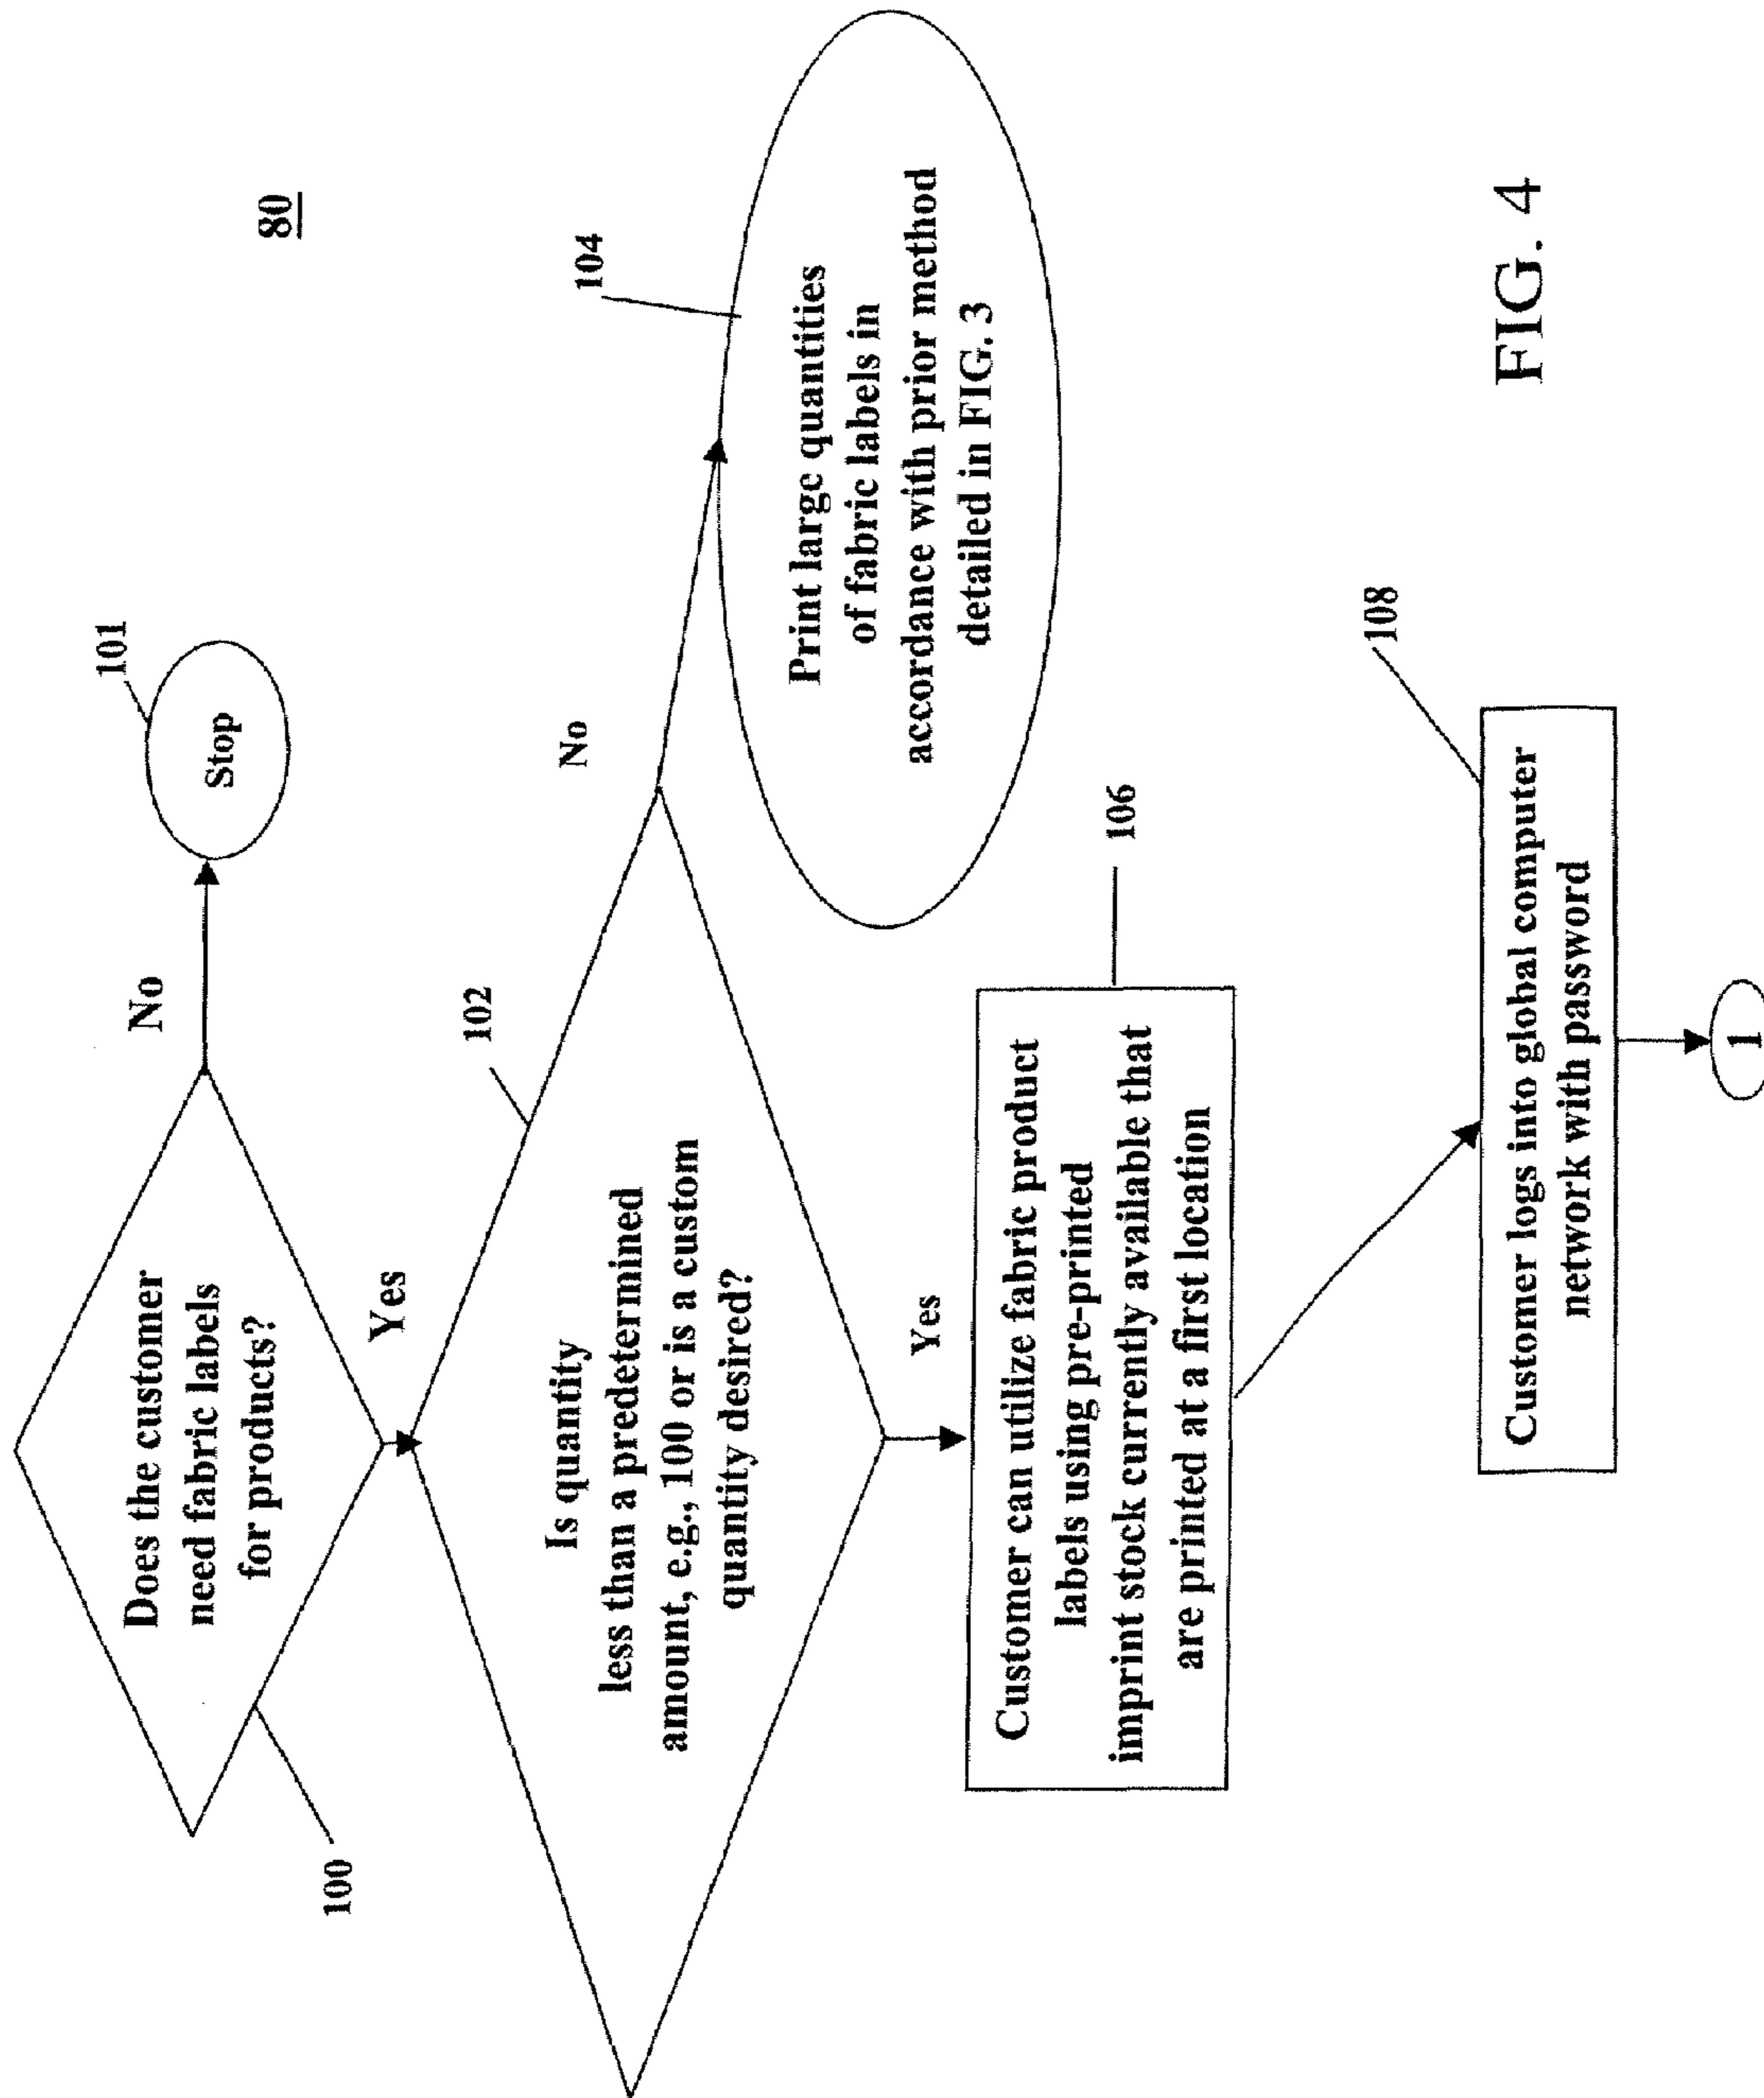 80
Does the customer
need fabric labels
for products?
100
No
Stop
101
Yes
Is quantity
less than a predetermined
amount, e.g., 100 or is a custom
quantity desired?
102
No
104
Print large quantities
of fabric labels in
accordance with prior method
detailed in FIG. 3
Yes
Customer can utilize fabric product
labels using pre-printed
imprint stock currently available that
are printed at a first location
106
108
Customer logs into global computer
network with password
1
FIG. 4